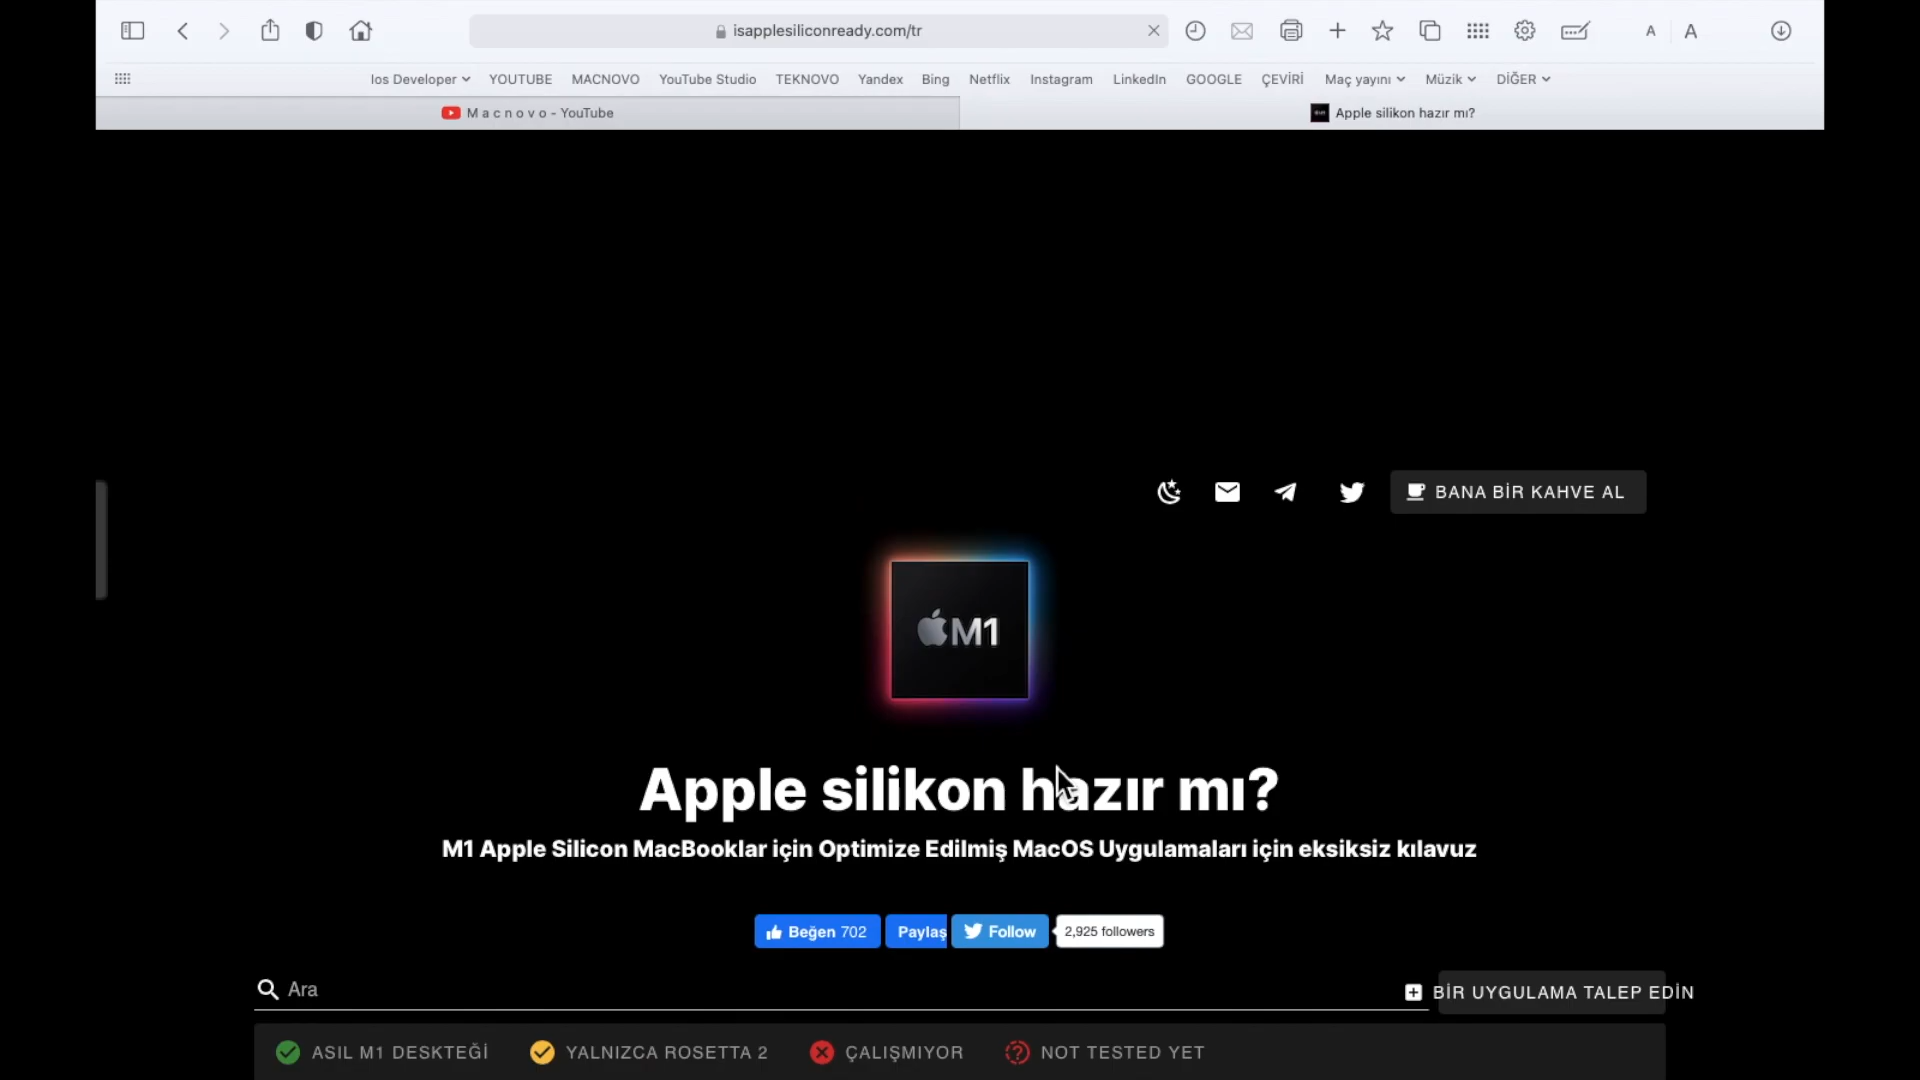 isapplesiliconready.com/tr
A A
Ios Developer YOUTUBE MACNOVO YouTube Studio TEKNOVO Yandex Bing Netflix Instagram LinkedIn GOOGLE ÇEVİRİ Maç yayını Müzik DİĞER
M a c n o v o - YouTube
Apple silikon hazır mı?
BANA BİR KAHVE AL
M1
Apple silikon hazır mı?
M1 Apple Silicon MacBooklar için Optimize Edilmiş MacOS Uygulamaları için eksiksiz kılavuz
Beğen 702 Paylaş Follow 2,925 followers
Ara
BİR UYGULAMA TALEP EDİN
ASIL M1 DESTEĞİ YALNIZCA ROSETTA 2 ÇALIŞMIYOR NOT TESTED YET